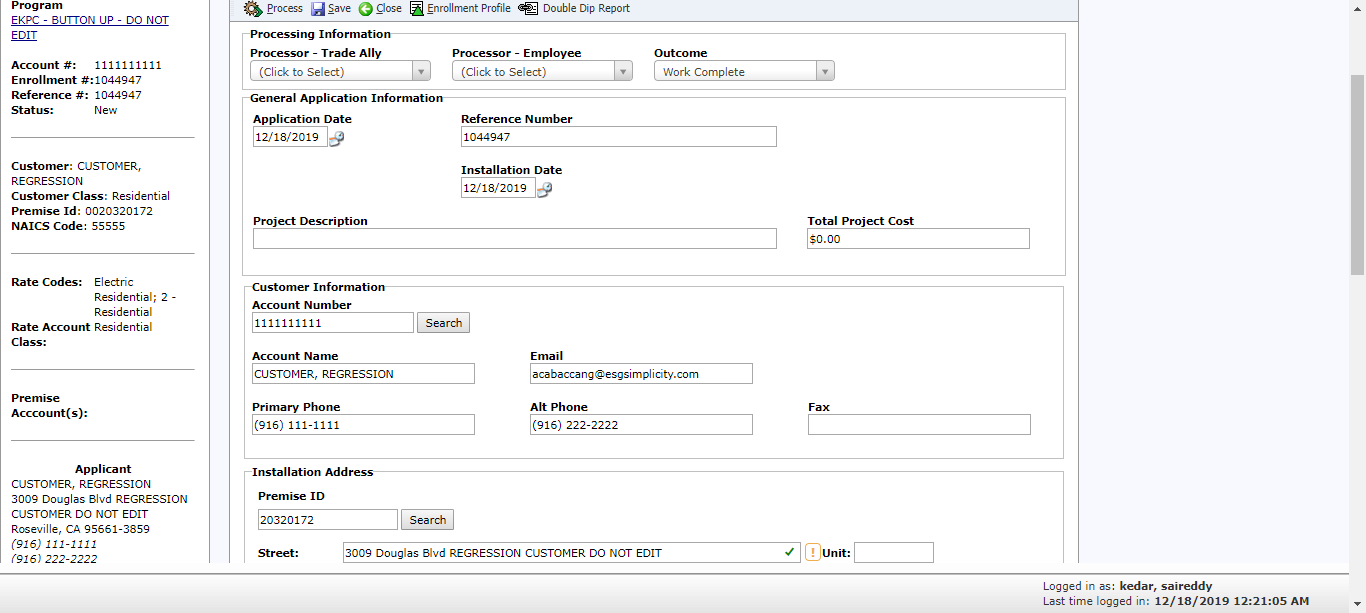 Program
EKPC - BUTTON UP - DO NOT
EDIT
Account #: 1111111111
Enrollment #:1044947
Reference #: 1044947
Status: New
Customer: CUSTOMER,
REGRESSION
Customer Class: Residential
Premise Id: 0020320172
NAICS Code: 55555
Rate Codes: Electric
Residential; 2 -
Residential
Rate Account Residential
Class:
Premise
Acccount(s):
Applicant
CUSTOMER, REGRESSION
3009 Douglas Blvd REGRESSION
CUSTOMER DO NOT EDIT
Roseville, CA 95661-3859
(916) 111-1111
(916) 222-2222
Process Save Close Enrollment Profile Double Dip Report
Processing Information
Processor - Trade Ally Processor - Employee Outcome
(Click to Select) (Click to Select) Work Complete
General Application Information
Application Date Reference Number
12/18/2019 1044947
Installation Date
12/18/2019
Project Description Total Project Cost
$0.00
Customer Information
Account Number
1111111111 Search
Account Name Email
CUSTOMER, REGRESSION acabaccang@esgsimplicity.com
Primary Phone Alt Phone Fax
(916) 111-1111 (916) 222-2222
Installation Address
Premise ID
20320172 Search
Street: 3009 Douglas Blvd REGRESSION CUSTOMER DO NOT EDIT ! Unit:
Logged in as: kedar, saireddy
Last time logged in: 12/18/2019 12:21:05 AM